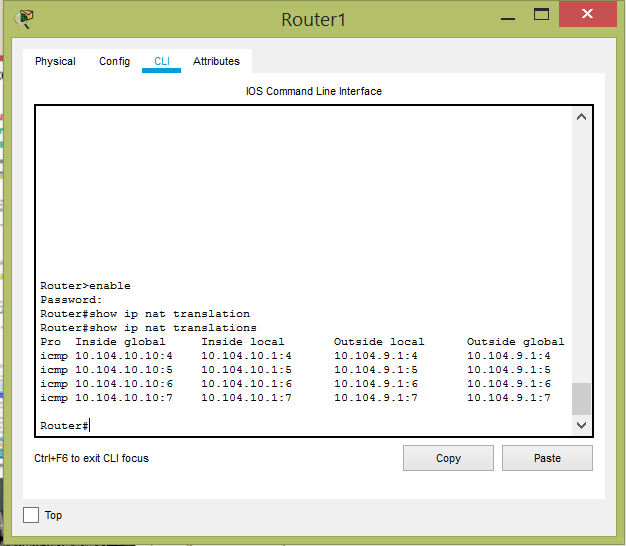 Router1
Physical Config CLI Attributes
IOS Command Line Interface
Router>enable
Password:
Router#show ip nat translation
Router#show ip nat translations
Pro Inside global Inside local Outside local Outside global
icmp 10.104.10.10:4 10.104.10.1:4 10.104.9.1:4 10.104.9.1:4
icmp 10.104.10.10:5 10.104.10.1:5 10.104.9.1:5 10.104.9.1:5
icmp 10.104.10.10:6 10.104.10.1:6 10.104.9.1:6 10.104.9.1:6
icmp 10.104.10.10:7 10.104.10.1:7 10.104.9.1:7 10.104.9.1:7
Router#
Ctrl+F6 to exit CLI focus
Copy Paste
Top